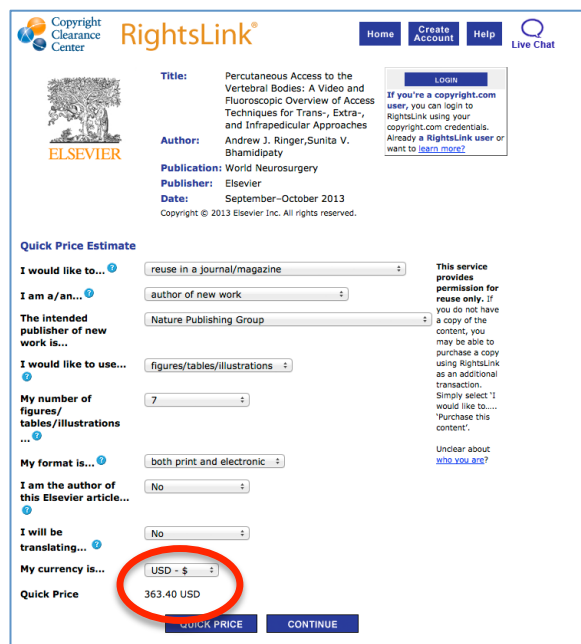 Copyright
Clearance
Center
RightsLink®
Home
Create
Account
Help
Live Chat
ELSEVIER
Title: Percutaneous Access to the
Vertebral Bodies: A Video and
Fluoroscopic Overview of Access
Techniques for Trans-, Extra-,
and Infrapedicular Approaches
Author: Andrew J. Ringer,Sunita V.
Bhamidipaty
Publication: World Neurosurgery
Publisher: Elsevier
Date: September–October 2013
Copyright © 2013 Elsevier Inc. All rights reserved.
LOGIN
If you're a copyright.com
user, you can login to
RightsLink using your
copyright.com credentials.
Already a RightsLink user or
want to learn more?
Quick Price Estimate
I would like to... ? reuse in a journal/magazine
I am a/an... ? author of new work
The intended
publisher of new
work is...
Nature Publishing Group
I would like to use...
?
figures/tables/illustrations
My number of
figures/
tables/illustrations
... ?
7
My format is... ? both print and electronic
I am the author of
this Elsevier article...
?
No
I will be
translating... ?
No
My currency is... USD - $
Quick Price 363.40 USD
QUICK PRICE
CONTINUE
This service
provides
permission for
reuse only. If
you do not have
a copy of the
content, you
may be able to
purchase a copy
using RightsLink
as an additional
transaction.
Simply select 'I
would like to.....
'Purchase this
content'.
Unclear about
who you are?